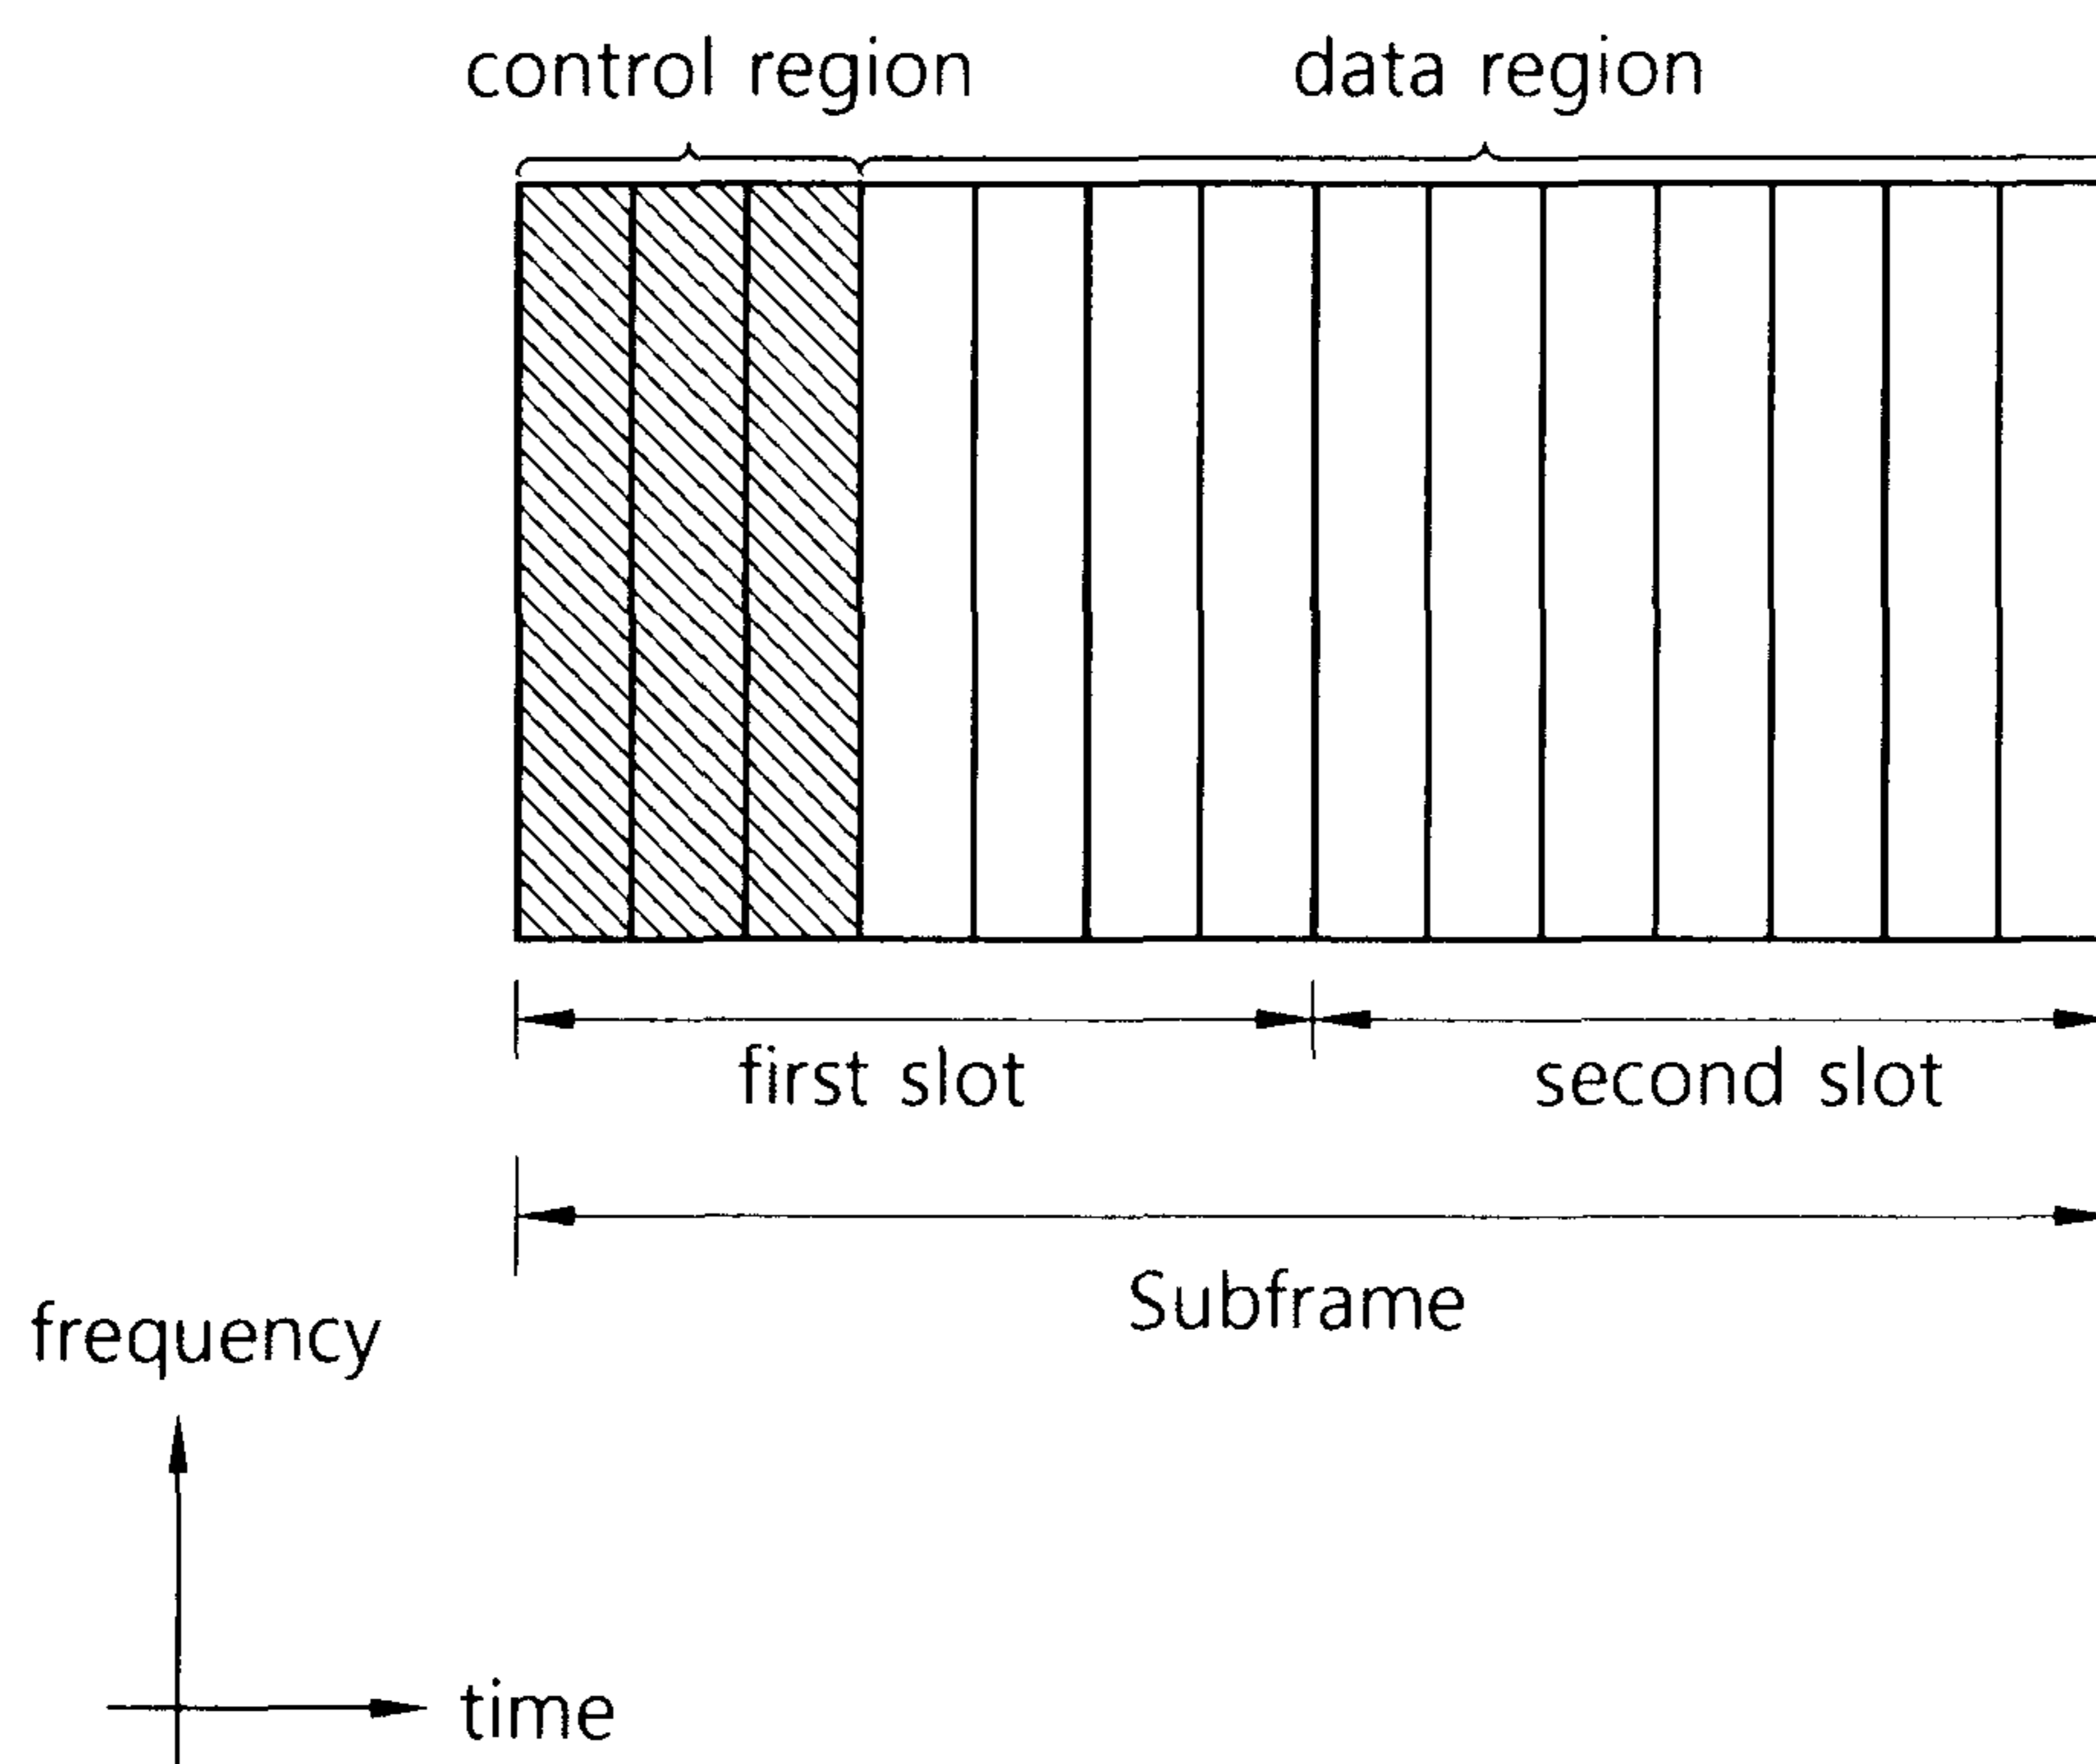 control region data region
first slot second slot
Subframe
frequency
time